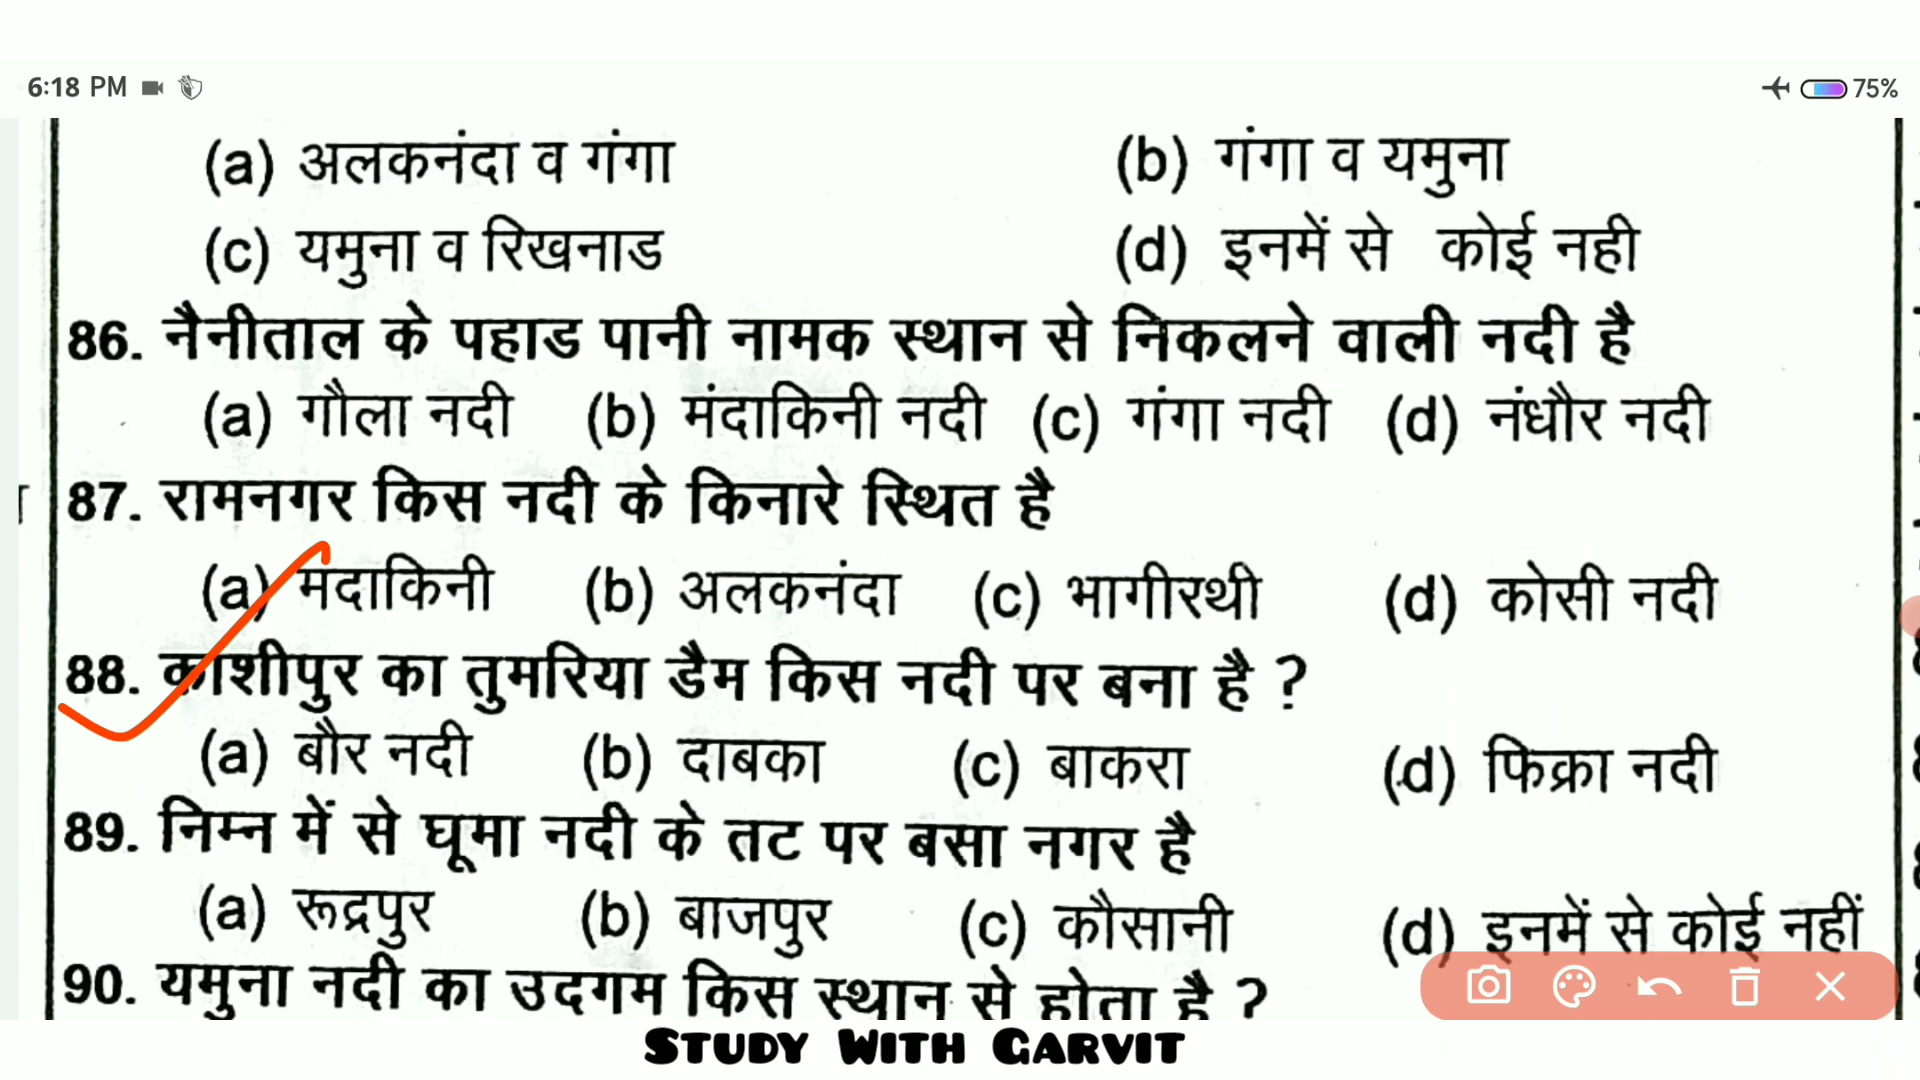 6:18 PM 75%
(a) अलकनंदा व गंगा (b) गंगा व यमुना
(c) यमुना व रिखनाड (d) इनमें से कोई नही
86. नैनीताल के पहाड पानी नामक स्थान से निकलने वाली नदी है
(a) गौला नदी (b) मंदाकिनी नदी (c) गंगा नदी (d) नंधौर नदी
87. रामनगर किस नदी के किनारे स्थित है
(a) मंदाकिनी (b) अलकनंदा (c) भागीरथी (d) कोसी नदी
88. काशीपुर का तुमरिया डैम किस नदी पर बना है ?
(a) बौर नदी (b) दाबका (c) बाकरा (d) फिक्रा नदी
89. निम्न में से घूमा नदी के तट पर बसा नगर है
(a) रूद्रपुर (b) बाजपुर (c) कौसानी (d) इनमें से कोई नहीं
90. यमुना नदी का उदगम किस स्थान से होता है ?
STUDY WITH GARVIT